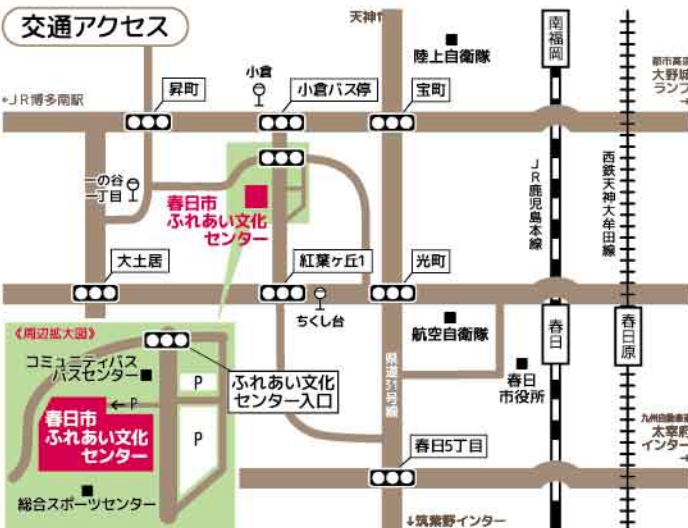 交通アクセス
天神
陸上自衛隊
南福岡
都市高速
大野城
ランプ
←JR博多南駅
昇町
小倉
小倉バス停
宝町
一の谷
一丁目
春日市
ふれあい文化
センター
JR鹿児島本線
西鉄天神大牟田線
大土居
紅葉ヶ丘1
光町
ちくし台
航空自衛隊
春日
春日原
春日
市役所
県道31号線
春日5丁目
九州自動車道
太宰府
インター
↓筑紫野インター
《周辺拡大図》
コミュニティバス
バスセンター
P
ふれあい文化
センター入口
←P
春日市
ふれあい文化
センター
P
総合スポーツセンター